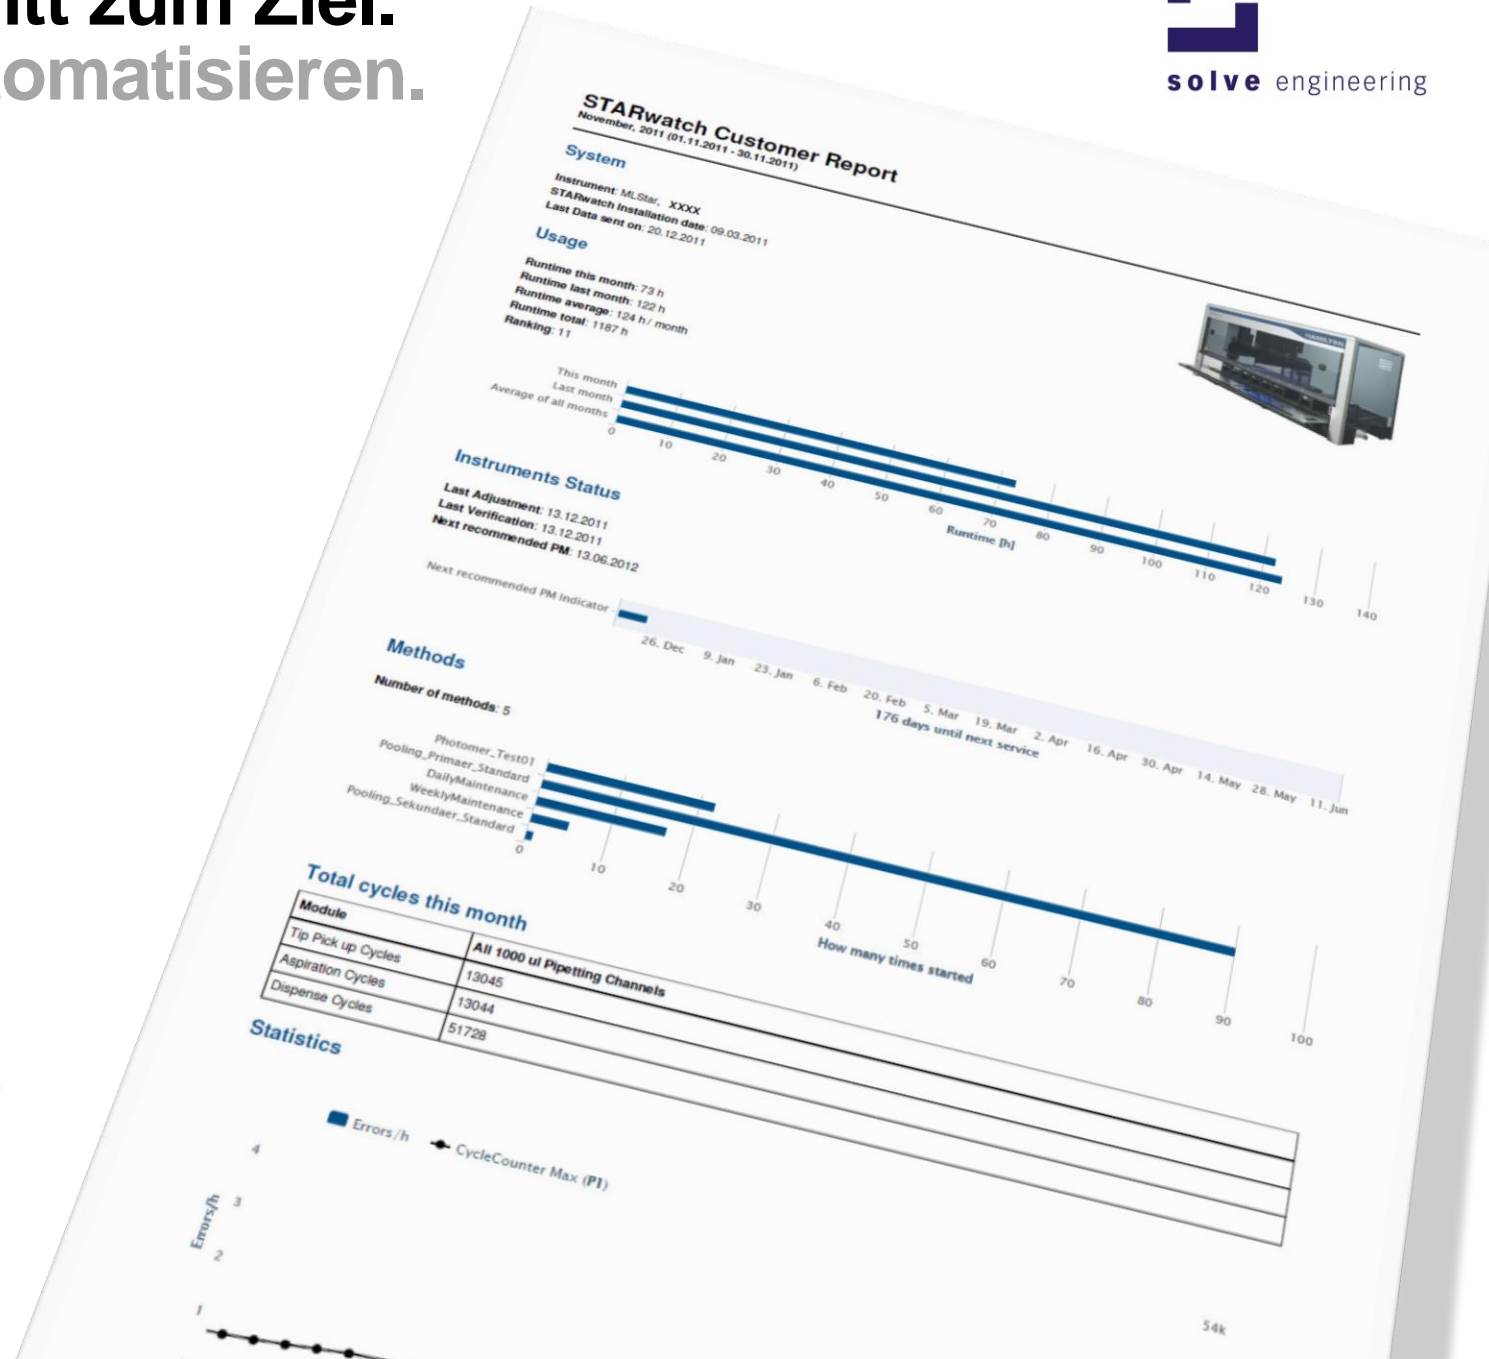 zum Ziel.
solve engineering
STARwatch Customer Report
November, 2011 (01.11.2011 - 30.11.2011)
System
Instrument: MLStar, XXXX
STARwatch Installation date: 09.03.2011
Last Data sent on: 20.12.2011
Usage
Runtime this month: 73 h
Runtime last month: 122 h
Runtime average: 124 h / month
Runtime total: 1187 h
Ranking: 11
HAMILTON
This month
Last month
Average of all months
0 10 20 30 40 50 60 70 80 90 100 110 120 130 140
Runtime [h]
Instruments Status
Last Adjustment: 13.12.2011
Last Verification: 13.12.2011
Next recommended PM: 13.06.2012
Next recommended PM Indicator
26. Dec 9. Jan 23. Jan 6. Feb 20. Feb 5. Mar 19. Mar 2. Apr 16. Apr 30. Apr 14. May 28. May 11. Jun
176 days until next service
Methods
Number of methods: 5
Photomer_Test01
Pooling_Primaer_Standard
DailyMaintenance
WeeklyMaintenance
Pooling_Sekundaer_Standard
0 10 20 30 40 50 60 70 80 90 100
How many times started
Total cycles this month
Module All 1000 ul Pipetting Channels
Tip Pick up Cycles 13045
Aspiration Cycles 13044
Dispense Cycles 51728
Statistics
Errors/h CycleCounter Max (P1)
4
3
Errors/h
2
1
54k